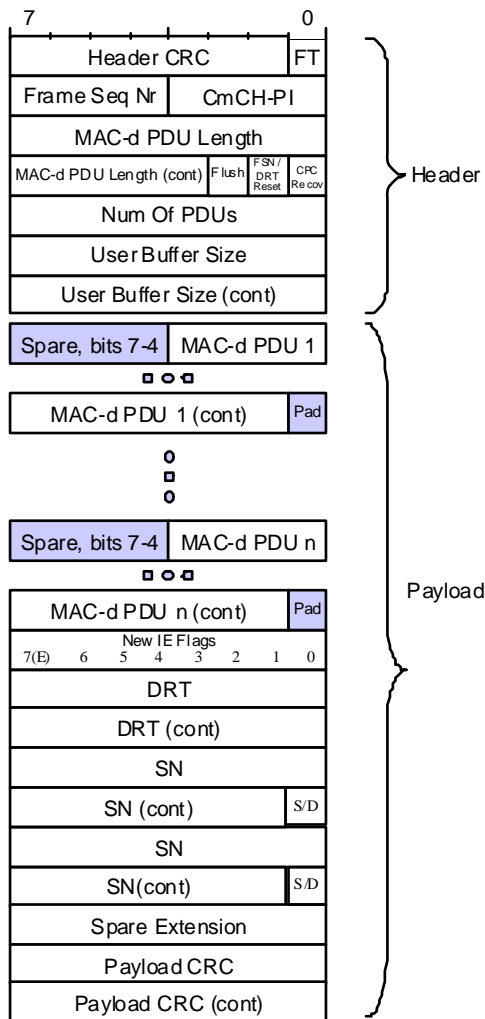 7 0
Header CRC FT
Frame Seq Nr CmCH-PI
MAC-d PDU Length
MAC-d PDU Length (cont) Flush FSN/ DRT Reset CPC Recov
Header
Num Of PDUs
User Buffer Size
User Buffer Size (cont)
Spare, bits 7-4 MAC-d PDU 1
MAC-d PDU 1 (cont) Pad
Spare, bits 7-4 MAC-d PDU n
MAC-d PDU n (cont) Pad
Payload
New IE Flags
7(E) 6 5 4 3 2 1 0
DRT
DRT (cont)
SN
SN (cont) S/D
SN
SN(cont) S/D
Spare Extension
Payload CRC
Payload CRC (cont)